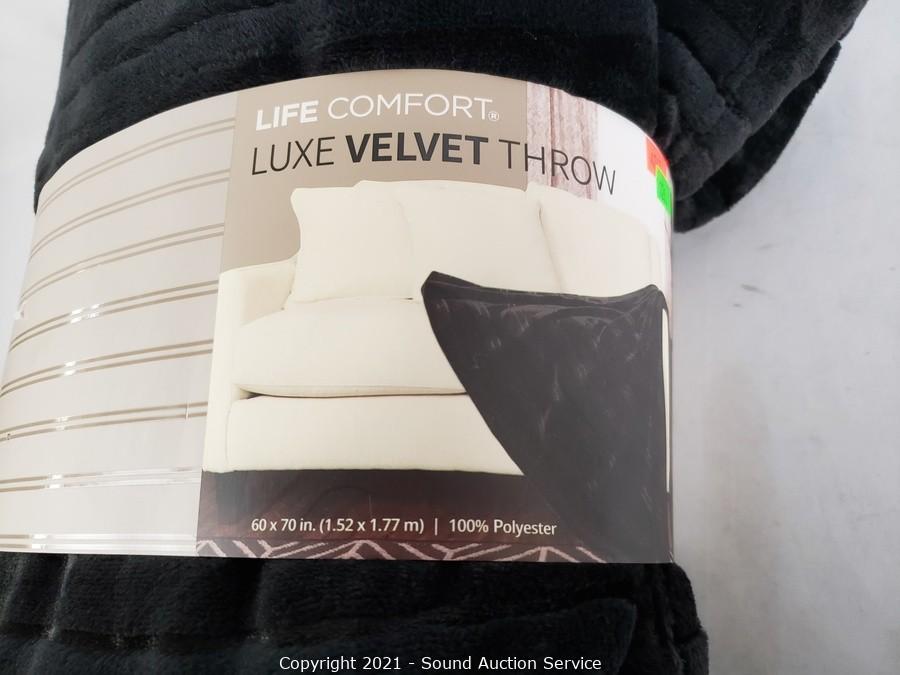 LIFE COMFORT®
LUXE VELVET THROW
60 x 70 in. (1.52 x 1.77 m) | 100% Polyester
Copyright 2021 - Sound Auction Service